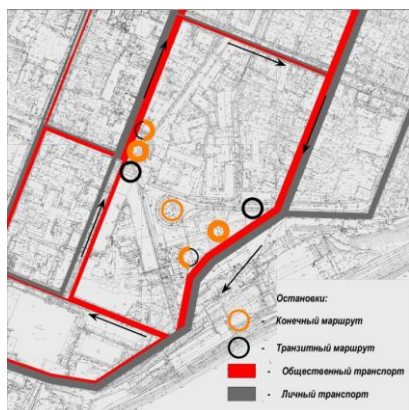 Остановки:
- Конечный маршрут
- Транзитный маршрут
- Общественный транспорт
- Личный транспорт